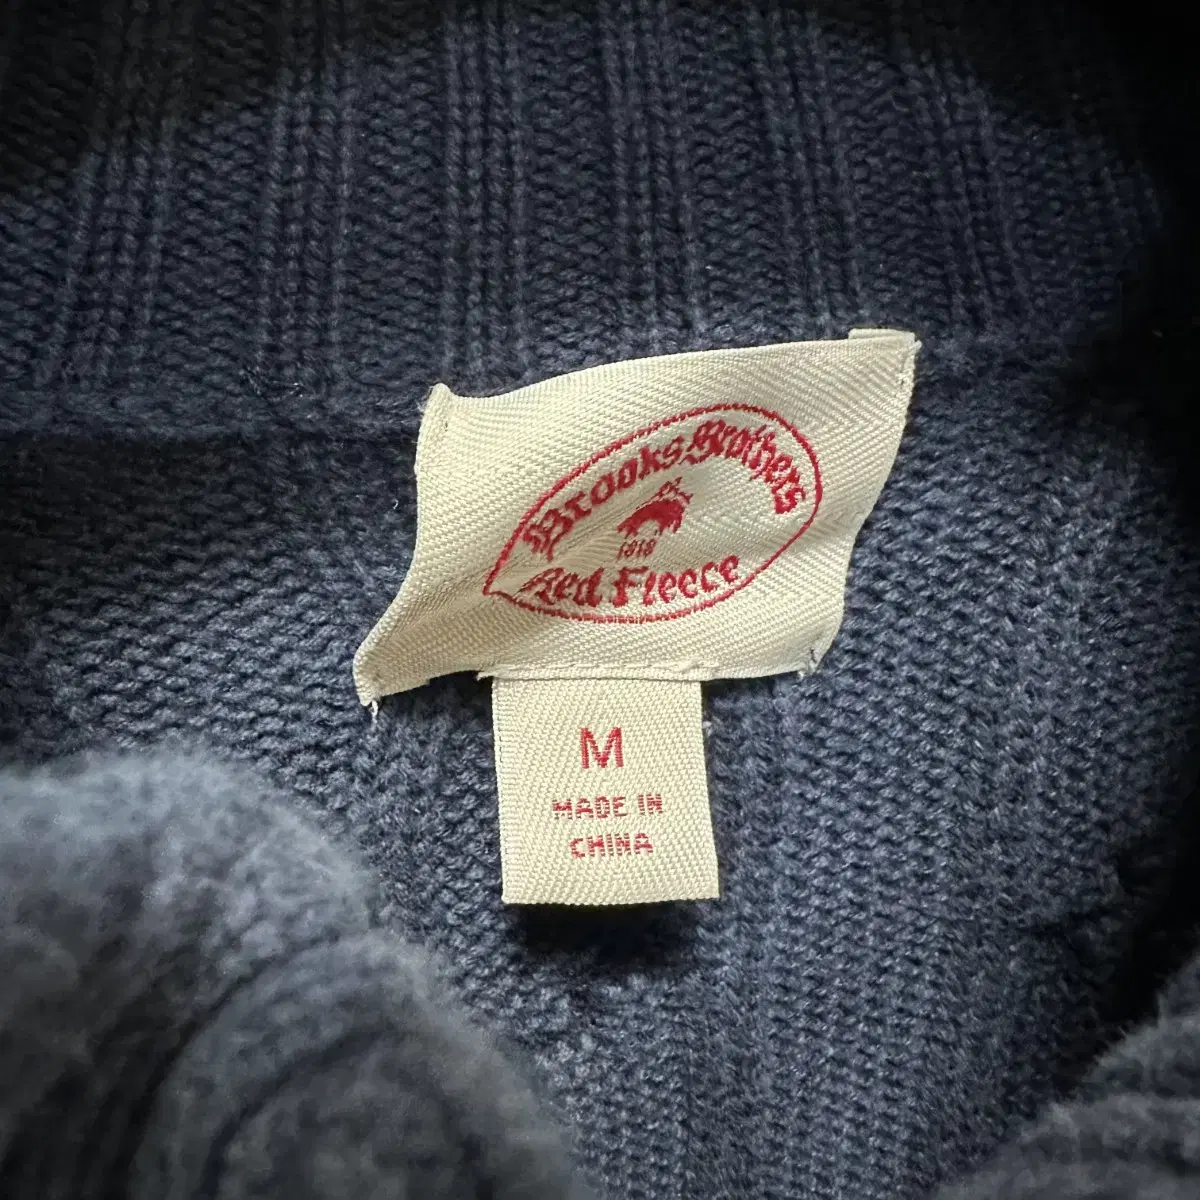 Brooks Brothers
1818
Red Fleece
M
MADE IN
CHINA